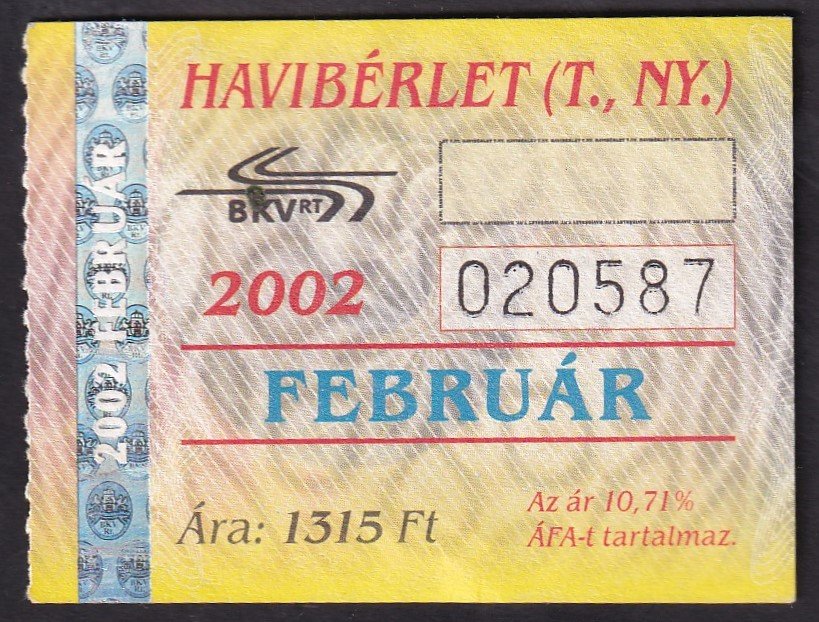 HAVIBÉRLET (T., NY.)
BKV RT
2002
020587
FEBRUÁR
Ára: 1315 Ft
Az ár 10,71%
ÁFA-t tartalmaz.
2002 FEBRUÁR